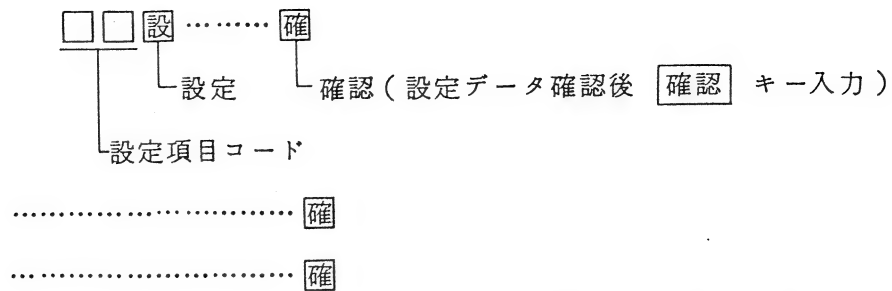 □□設………確
設定
確認(設定データ確認後 確認 キー入力)
設定項目コード
……………………………確
……………………………確